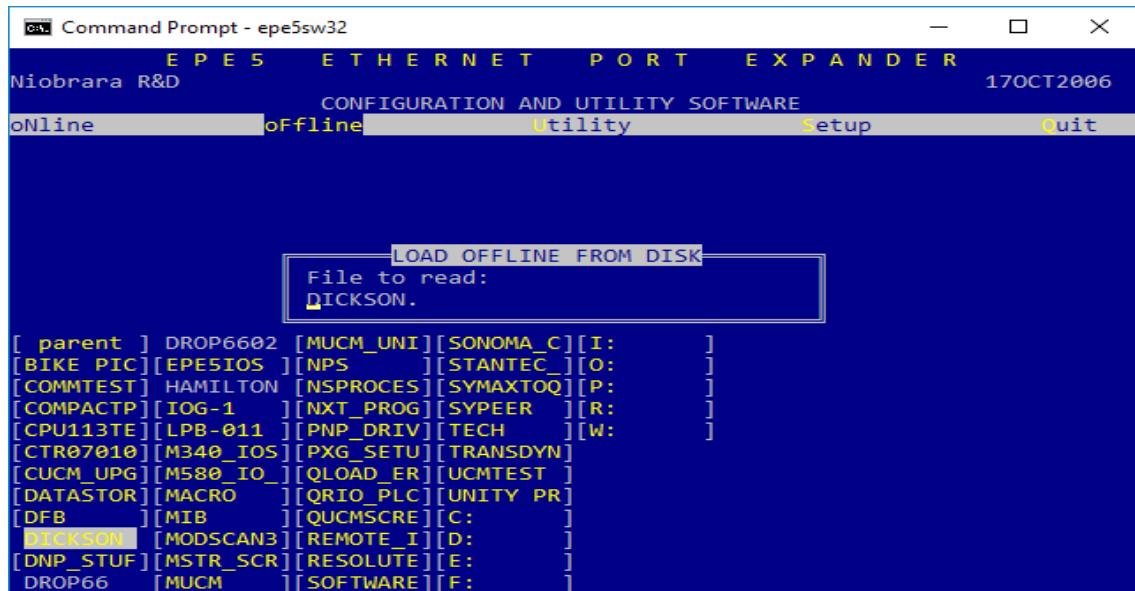 Command Prompt - epe5sw32
E P E 5 E T H E R N E T P O R T E X P A N D E R
Niobrara R&D 17OCT2006
CONFIGURATION AND UTILITY SOFTWARE
oNline oFfline Utility Setup Quit
LOAD OFFLINE FROM DISK
File to read:
DICKSON.
[ parent ] DROP6602 [MUCM_UNI][SONOMA_C][I: ]
[BIKE PIC][EPE5IOS ][NPS ][STANTEC_][O: ]
[COMMTEST] HAMILTON [NSPROCES][SYMAXTOQ][P: ]
[COMPACTP][IOG-1 ][NXT_PROG][SYPEER ][R: ]
[CPU113TE][LPB-011 ][PNP_DRIV][TECH ][W: ]
[CTR07010][M340_IOS][PXG_SETU][TRANSDYN]
[CUCM_UPG][M580_IO_][QLOAD_ER][UCMTEST ]
[DATASTOR][MACRO ][QRIO_PLC][UNITY PR]
[DFB ][MIB ][QUCMSCRE][C: ]
DICKSON [MODSCAN3][REMOTE_I][D: ]
[DNP_STUF][MSTR_SCR][RESOLUTE][E: ]
DROP66 [MUCM ][SOFTWARE][F: ]